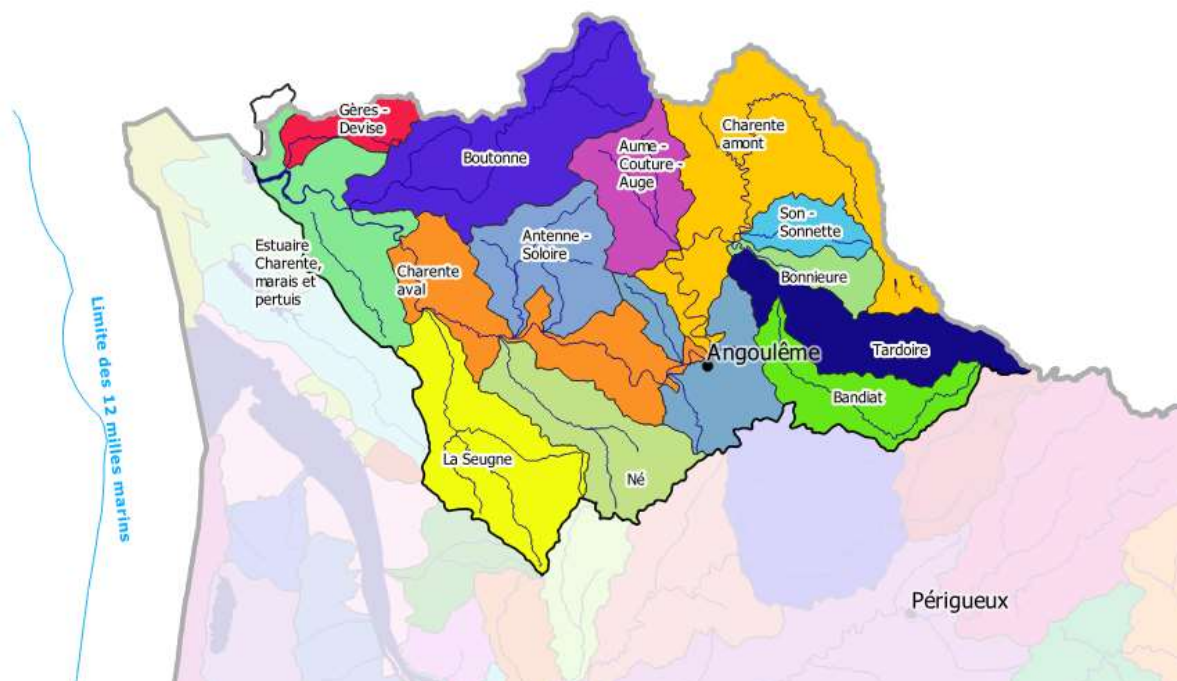 Gères -
Devise
Boutonne
Aume -
Couture -
Auge
Charente
amont
Son -
Sonnette
Estuaire
Charente,
marais et
pertuis
Charente
aval
Antenne -
Soloire
Bonnieure
Limite des 12 milles marins
Angoulême
Tardoire
Bandiat
La Seugne
Né
Périgueux